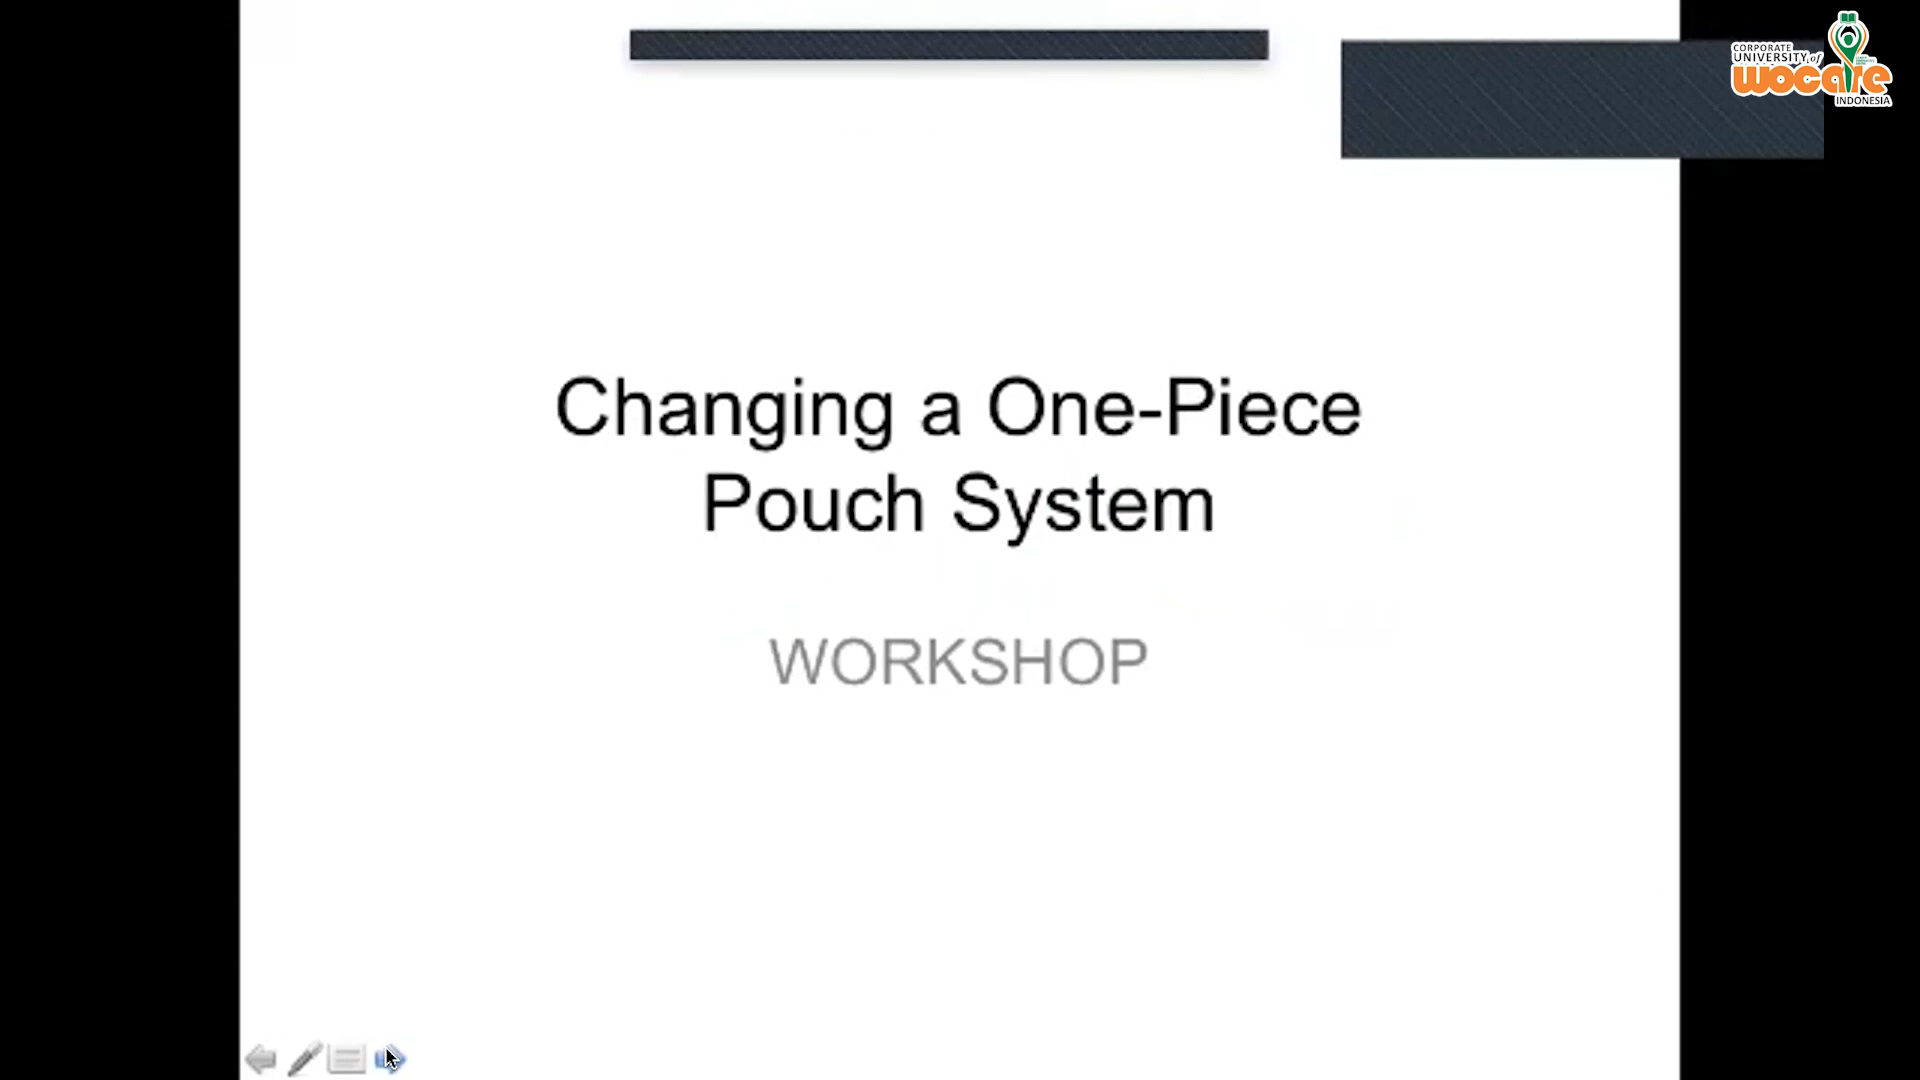 CORPORATE
UNIVERSITY of
wocare
INDONESIA
Changing a One-Piece
Pouch System
WORKSHOP